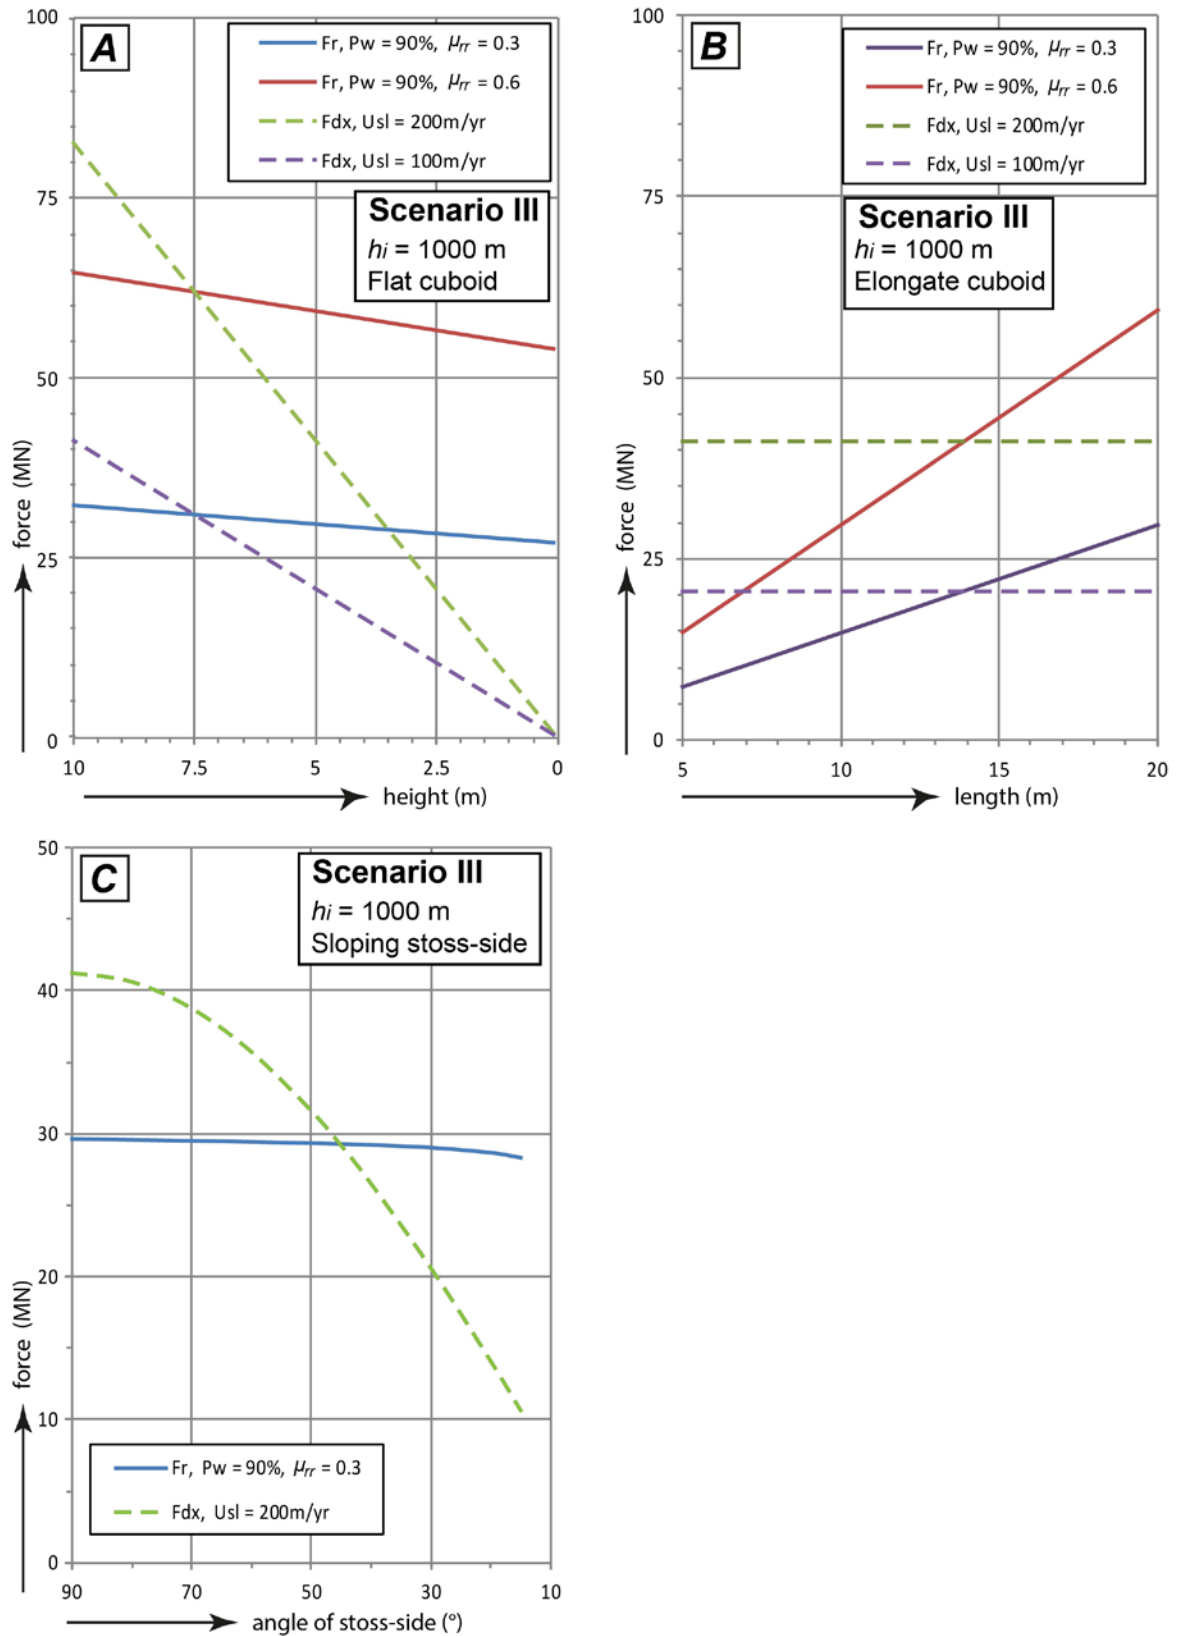 A
Fr, Pw = 90%, μrr = 0.3
Fr, Pw = 90%, μrr = 0.6
Fdx, Usl = 200m/yr
Fdx, Usl = 100m/yr
Scenario III
hi = 1000 m
Flat cuboid
100
75
50
25
0
force (MN)
10 7.5 5 2.5 0
height (m)
B
Fr, Pw = 90%, μrr = 0.3
Fr, Pw = 90%, μrr = 0.6
Fdx, Usl = 200m/yr
Fdx, Usl = 100m/yr
Scenario III
hi = 1000 m
Elongate cuboid
100
75
50
25
0
force (MN)
5 10 15 20
length (m)
C
Scenario III
hi = 1000 m
Sloping stoss-side
50
40
30
20
10
0
force (MN)
Fr, Pw = 90%, μrr = 0.3
Fdx, Usl = 200m/yr
90 70 50 30 10
angle of stoss-side (°)